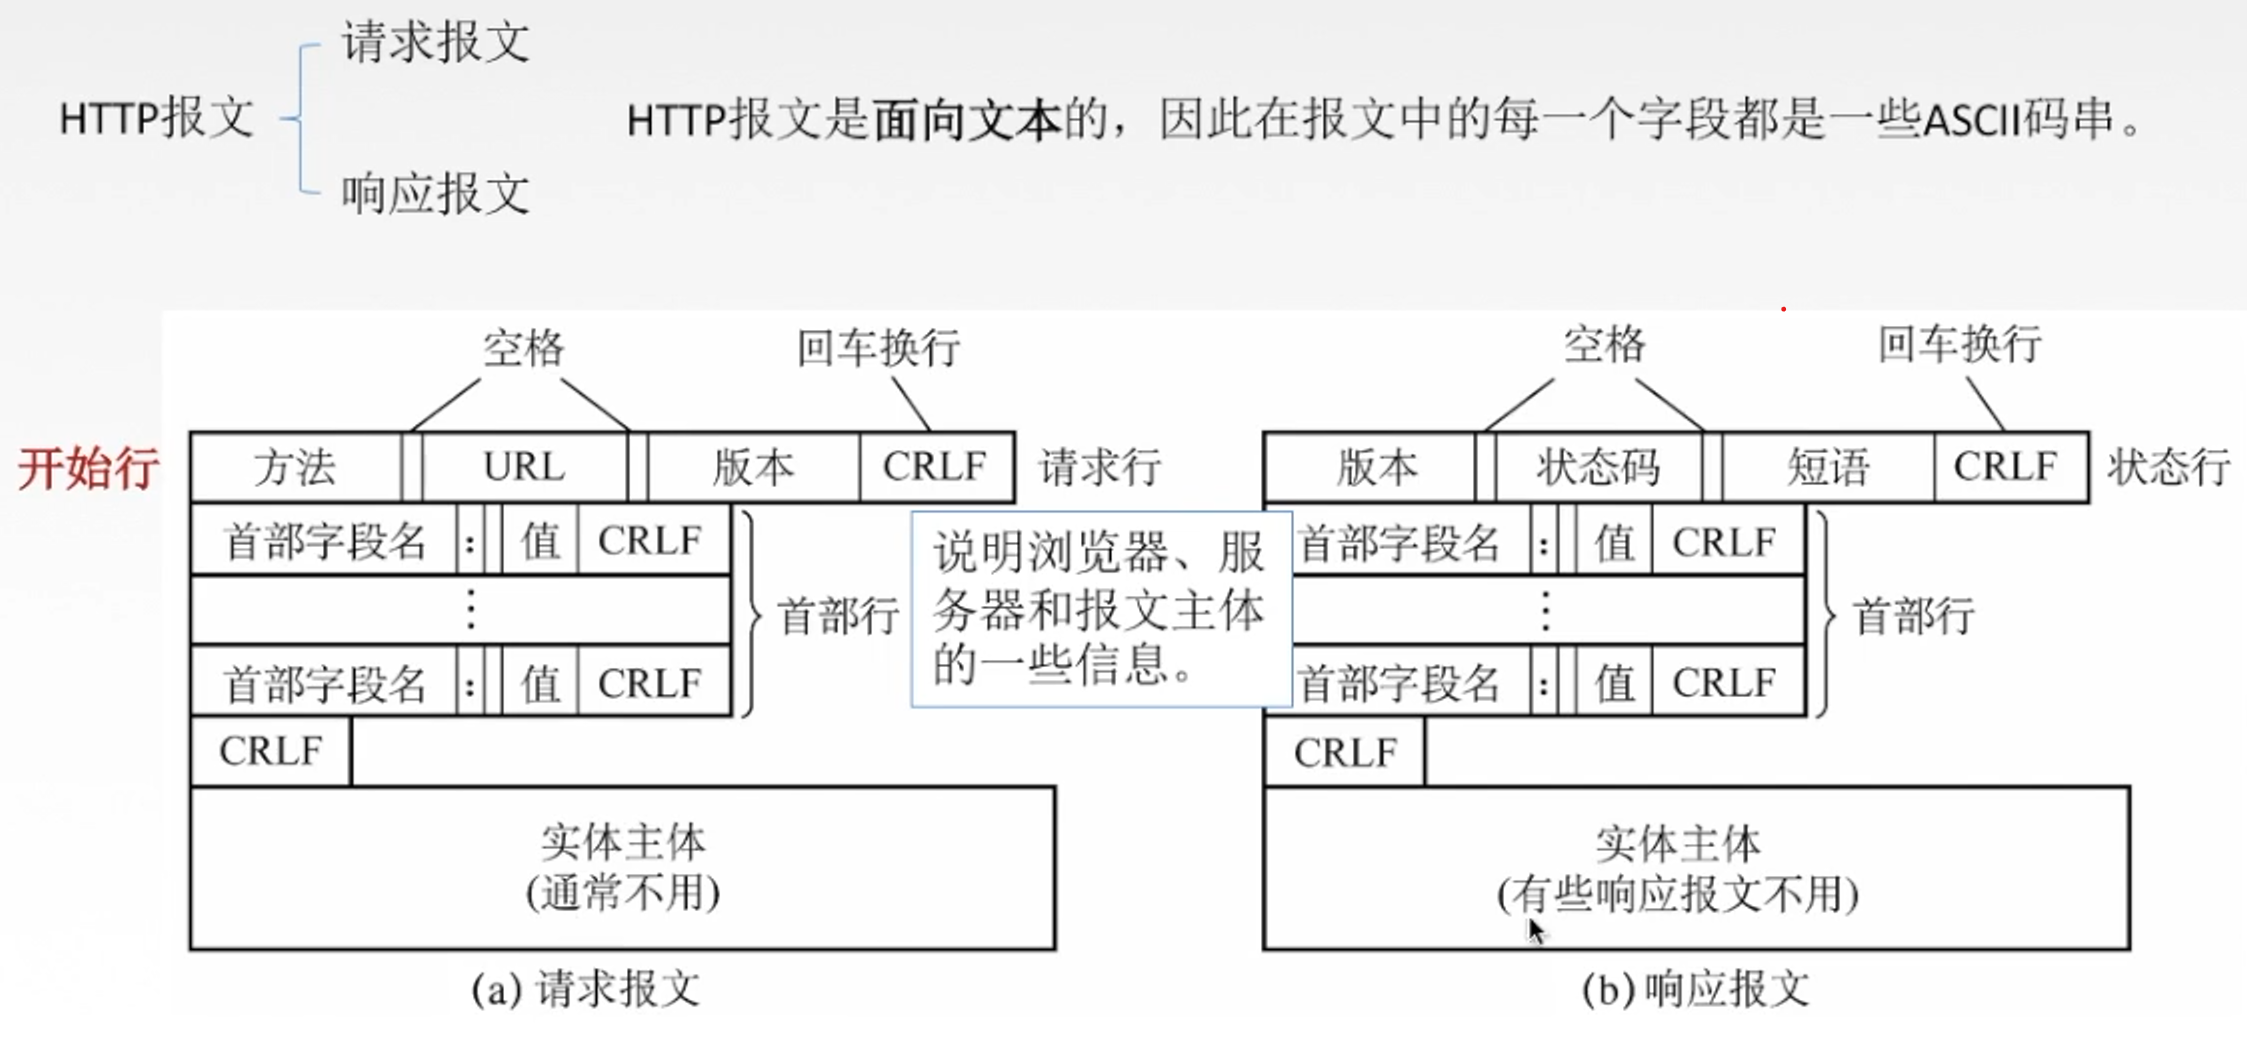 请求报文
HTTP报文
HTTP报文是面向文本的，因此在报文中的每一个字段都是一些ASCII码串。
响应报文
空格
回车换行
开始行
方法 URL 版本 CRLF 请求行
首部字段名 : 值 CRLF
⋮
首部字段名 : 值 CRLF
首部行
CRLF
实体主体
(通常不用)
(a) 请求报文
说明浏览器、服
务器和报文主体
的一些信息。
空格
回车换行
版本 状态码 短语 CRLF 状态行
首部字段名 : 值 CRLF
⋮
首部字段名 : 值 CRLF
首部行
CRLF
实体主体
(有些响应报文不用)
(b) 响应报文